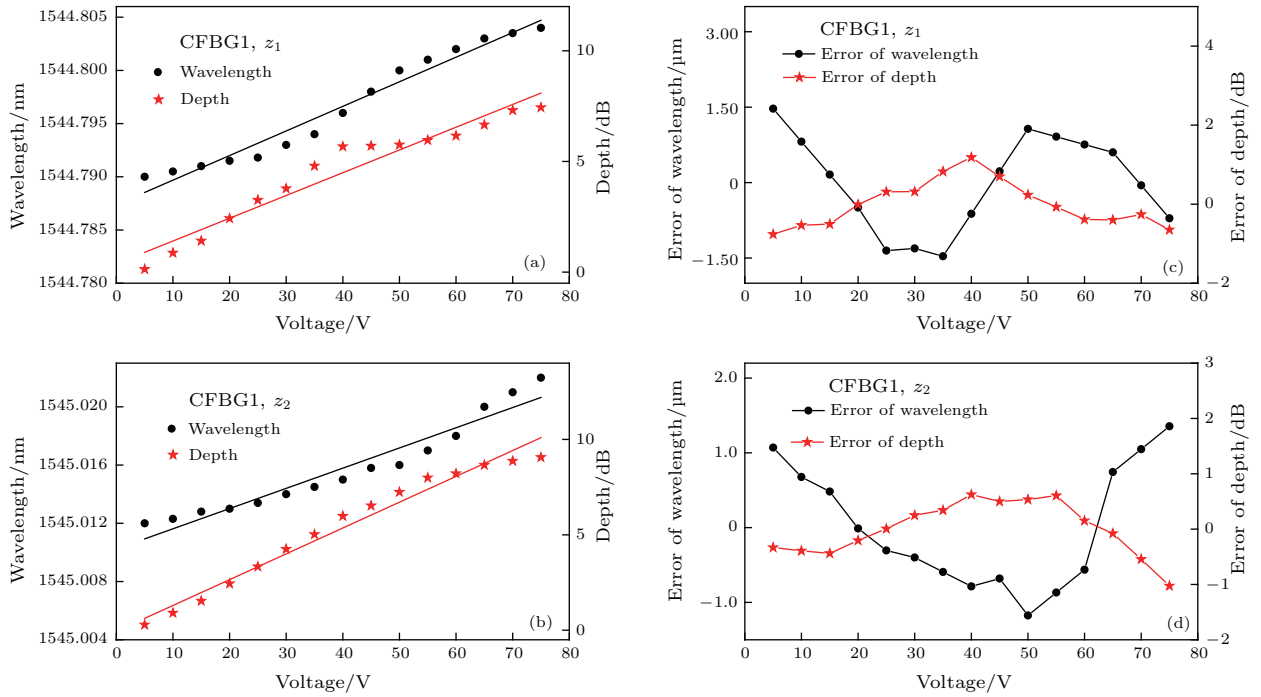 CFBG1, z1
Wavelength
Depth
1544.805
1544.800
1544.795
1544.790
1544.785
1544.780
Wavelength/nm
10
5
0
Depth/dB
(a)
0 10 20 30 40 50 60 70 80
Voltage/V
CFBG1, z1
Error of wavelength
Error of depth
3.00
1.50
0
−1.50
Error of wavelength/μm
4
2
0
−2
Error of depth/dB
(c)
0 10 20 30 40 50 60 70 80
Voltage/V
CFBG1, z2
Wavelength
Depth
1545.020
1545.016
1545.012
1545.008
1545.004
Wavelength/nm
10
5
0
Depth/dB
(b)
0 10 20 30 40 50 60 70 80
Voltage/V
CFBG1, z2
Error of wavelength
Error of depth
2.0
1.0
0
−1.0
Error of wavelength/μm
3
2
1
0
−1
−2
Error of depth/dB
(d)
0 10 20 30 40 50 60 70 80
Voltage/V